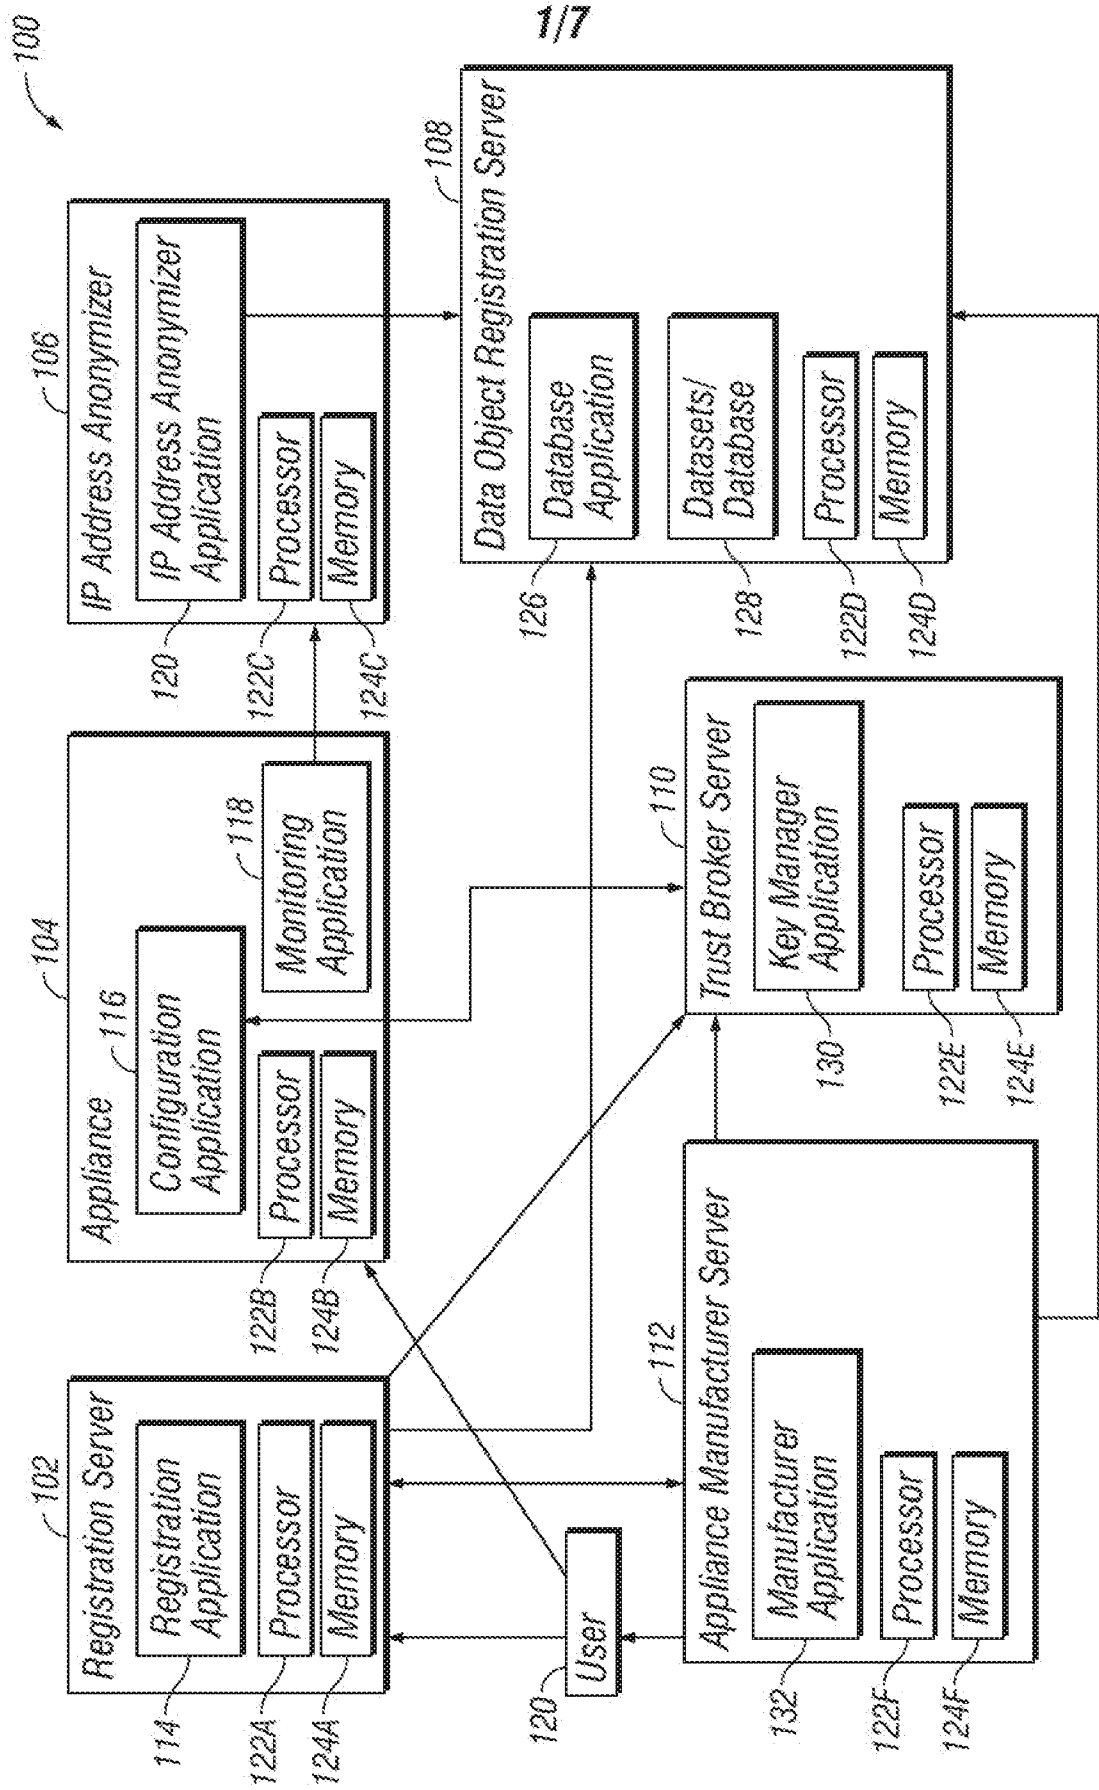 1/7
100
102
Registration Server
Registration
Application
114
Processor
122A
Memory
124A
104
Appliance
116
Configuration
Application
118
Monitoring
Application
Processor
122B
Memory
124B
106
IP Address Anonymizer
IP Address Anonymizer
Application
120
Processor
122C
Memory
124C
108
Data Object Registration Server
Database
Application
126
Datasets/
Database
128
Processor
122D
Memory
124D
110
Trust Broker Server
Key Manager
Application
130
Processor
122E
Memory
124E
User
120
112
Appliance Manufacturer Server
Manufacturer
Application
132
Processor
122F
Memory
124F